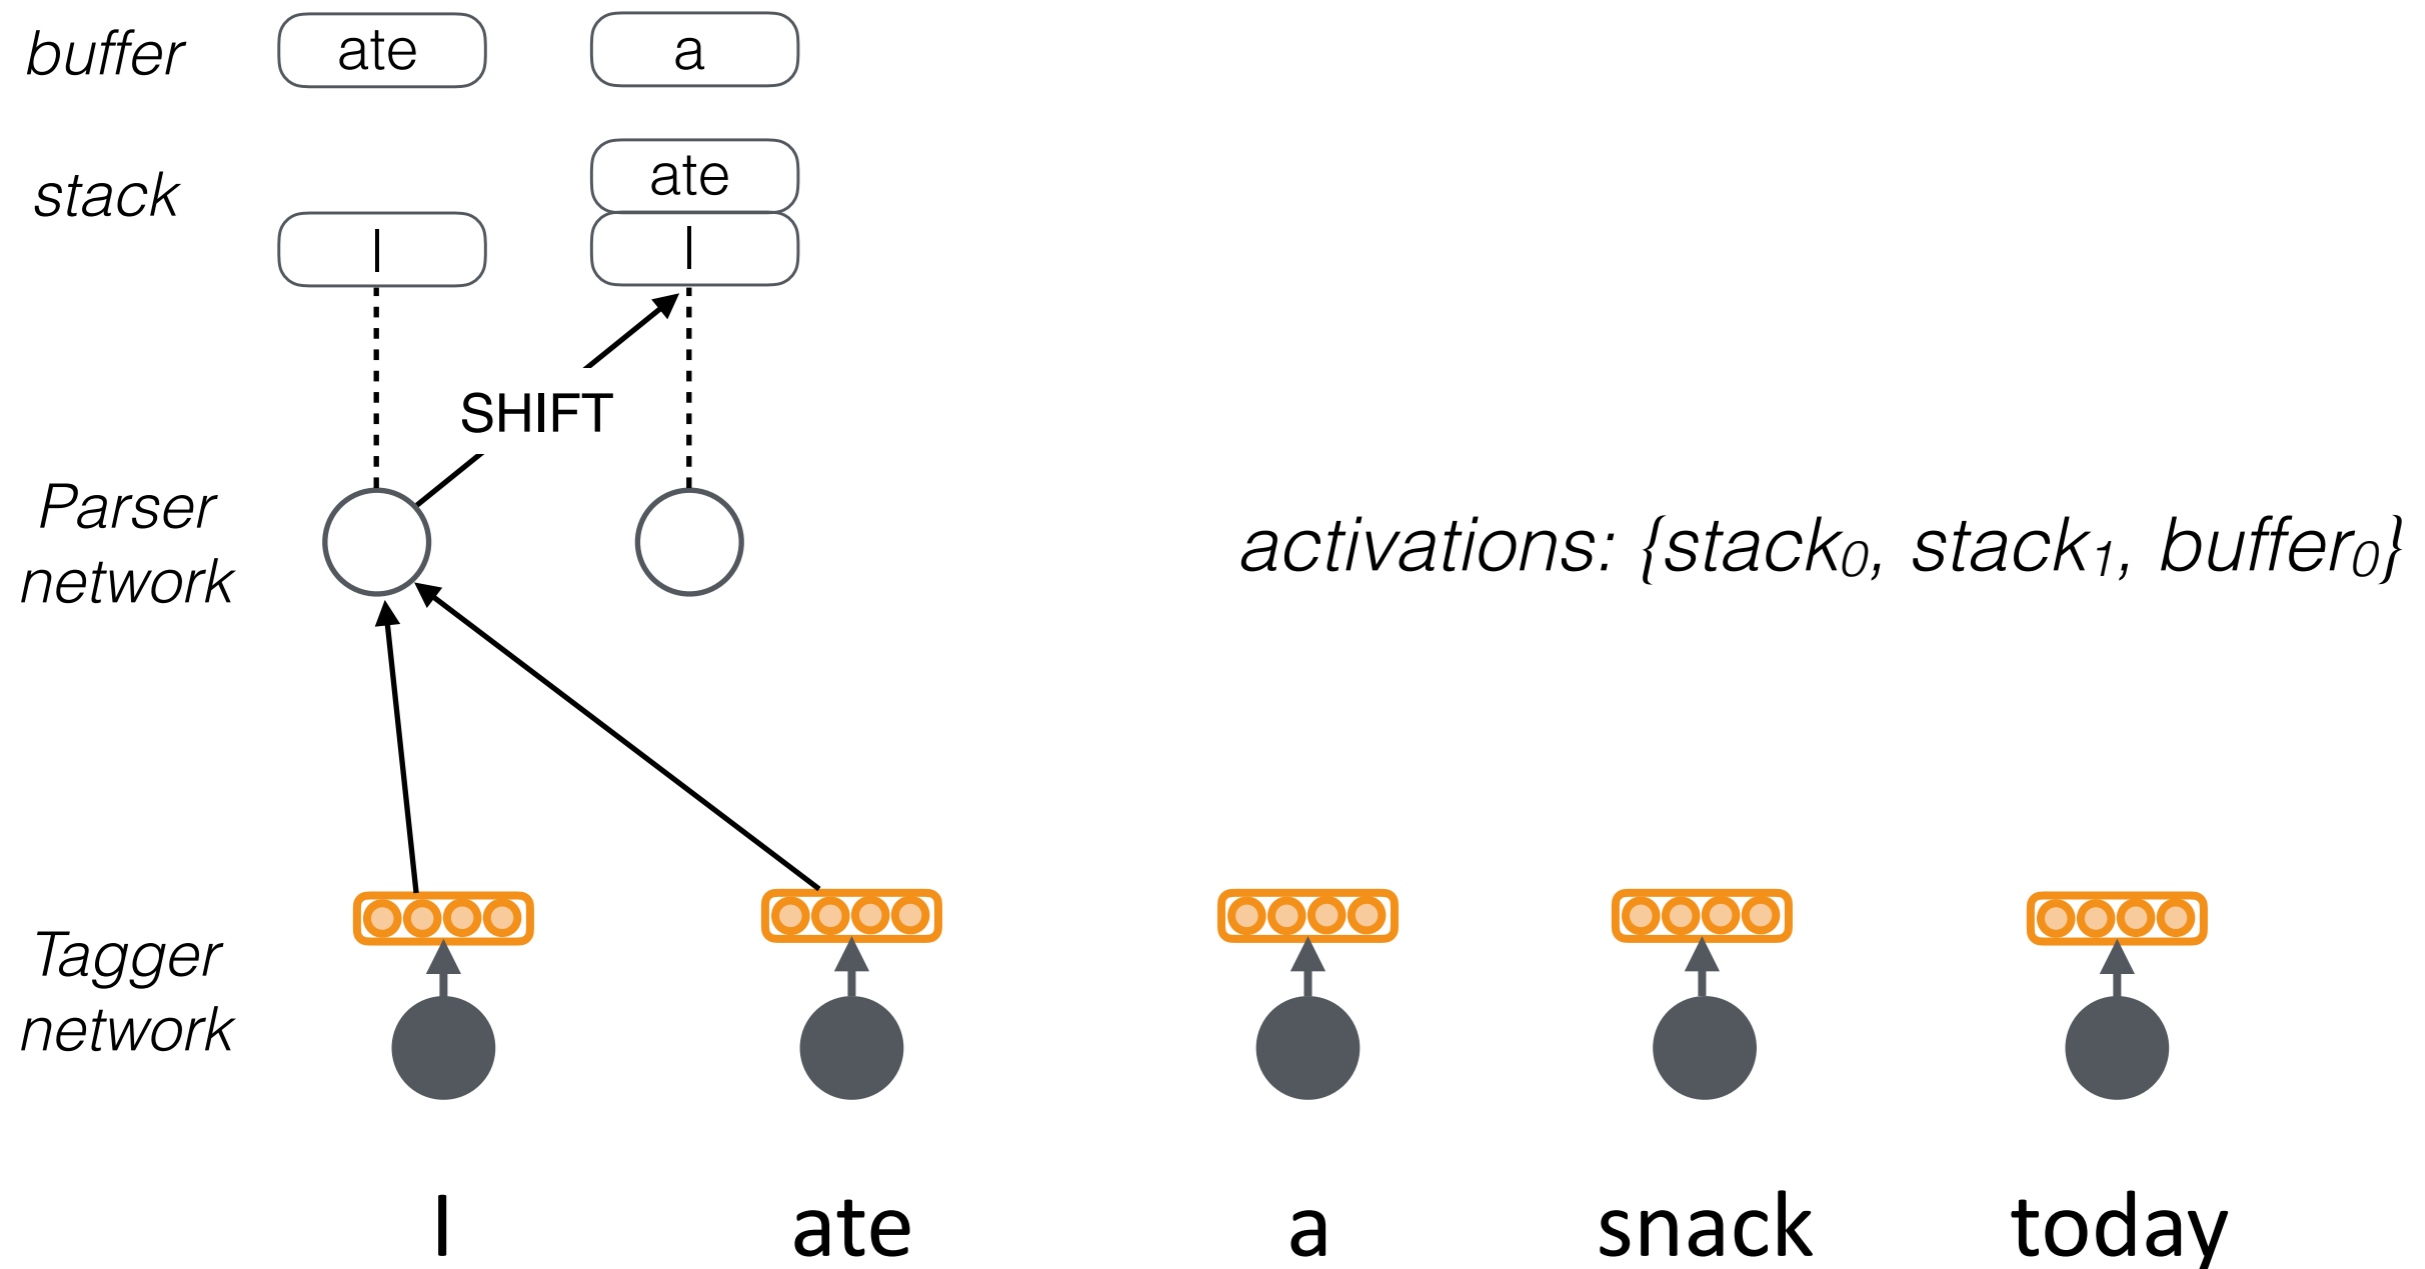 buffer ate a
stack ate
I I
SHIFT
Parser
network
activations: {stack₀, stack₁, buffer₀}
Tagger
network
I ate a snack today